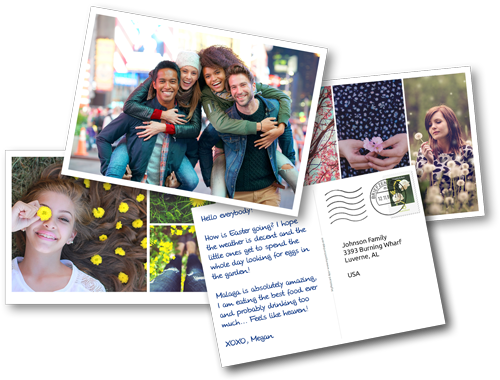 Hello everybody!
How is Easter going? I hope
the weather is decent and the
little ones get to spend the
whole day looking for eggs in
the garden!
Malaga is absolutely amazing,
I am eating the best food ever
and probably drinking too
much... Feels like heaven!
XOXO, Megan
Johnson Family
3393 Burning Wharf
Luverne, AL
USA